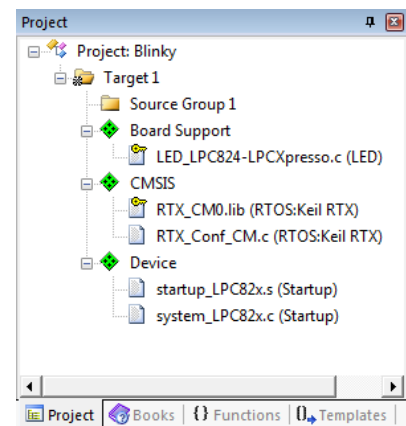 Project
Project: Blinky
Target 1
Source Group 1
Board Support
LED_LPC824-LPCXpresso.c (LED)
CMSIS
RTX_CM0.lib (RTOS:Keil RTX)
RTX_Conf_CM.c (RTOS:Keil RTX)
Device
startup_LPC82x.s (Startup)
system_LPC82x.c (Startup)
Project Books {} Functions 0 Templates